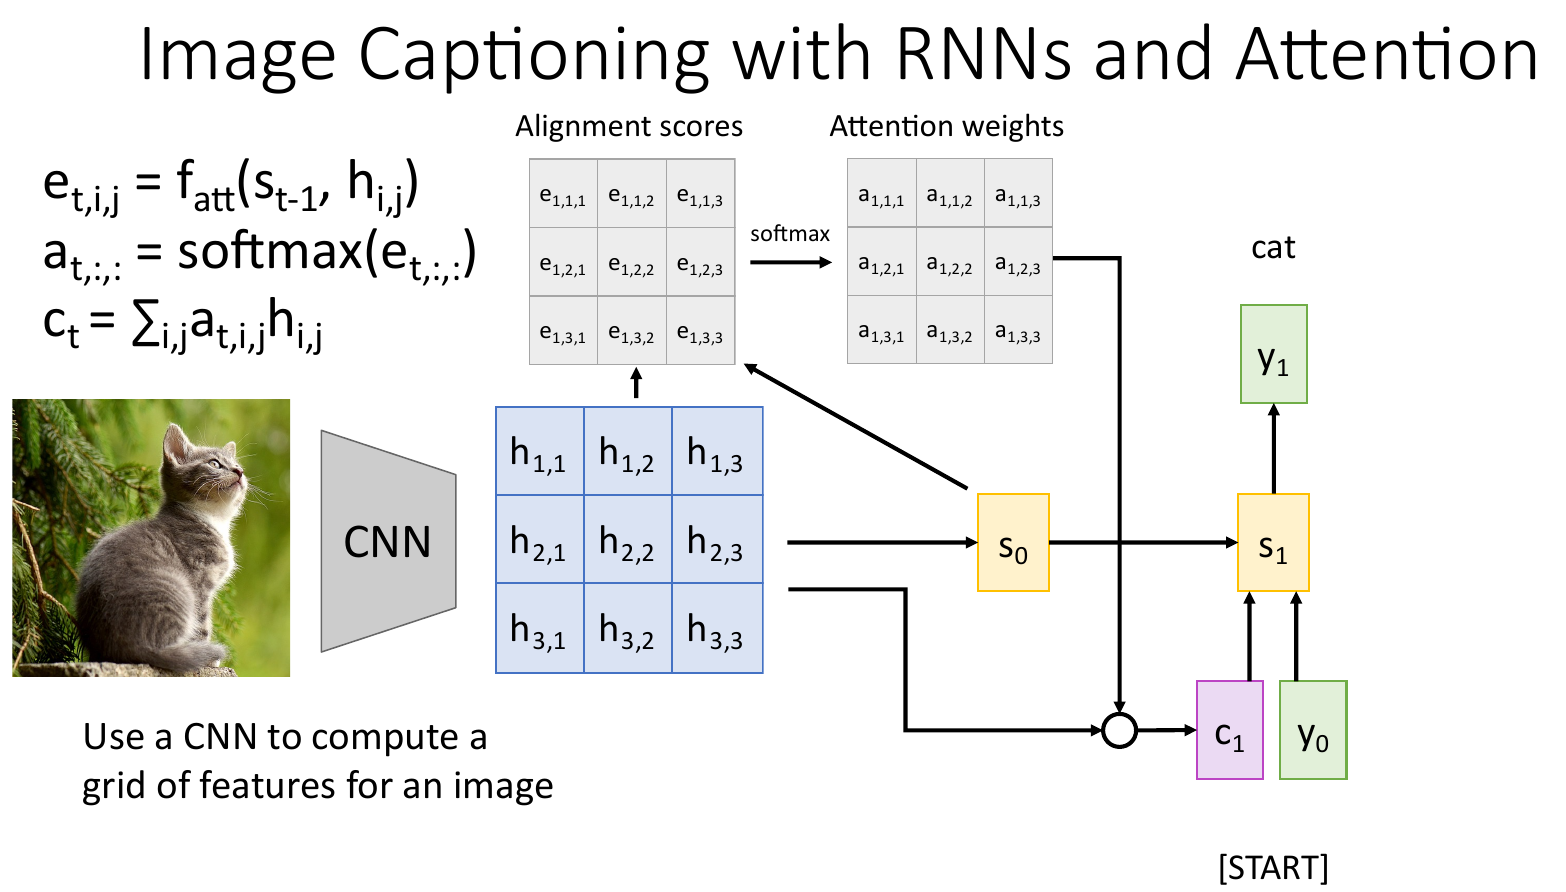 Image Captioning with RNNs and Attention
Alignment scores
Attention weights
e_{t,i,j} = f_{att}(s_{t-1}, h_{i,j})
a_{t,:,:} = softmax(e_{t,:,:})
c_t = ∑_{i,j}a_{t,i,j}h_{i,j}
e_{1,1,1} e_{1,1,2} e_{1,1,3}
e_{1,2,1} e_{1,2,2} e_{1,2,3}
e_{1,3,1} e_{1,3,2} e_{1,3,3}
softmax
a_{1,1,1} a_{1,1,2} a_{1,1,3}
a_{1,2,1} a_{1,2,2} a_{1,2,3}
a_{1,3,1} a_{1,3,2} a_{1,3,3}
cat
y_1
CNN
h_{1,1} h_{1,2} h_{1,3}
h_{2,1} h_{2,2} h_{2,3}
h_{3,1} h_{3,2} h_{3,3}
s_0
s_1
c_1
y_0
Use a CNN to compute a
grid of features for an image
[START]